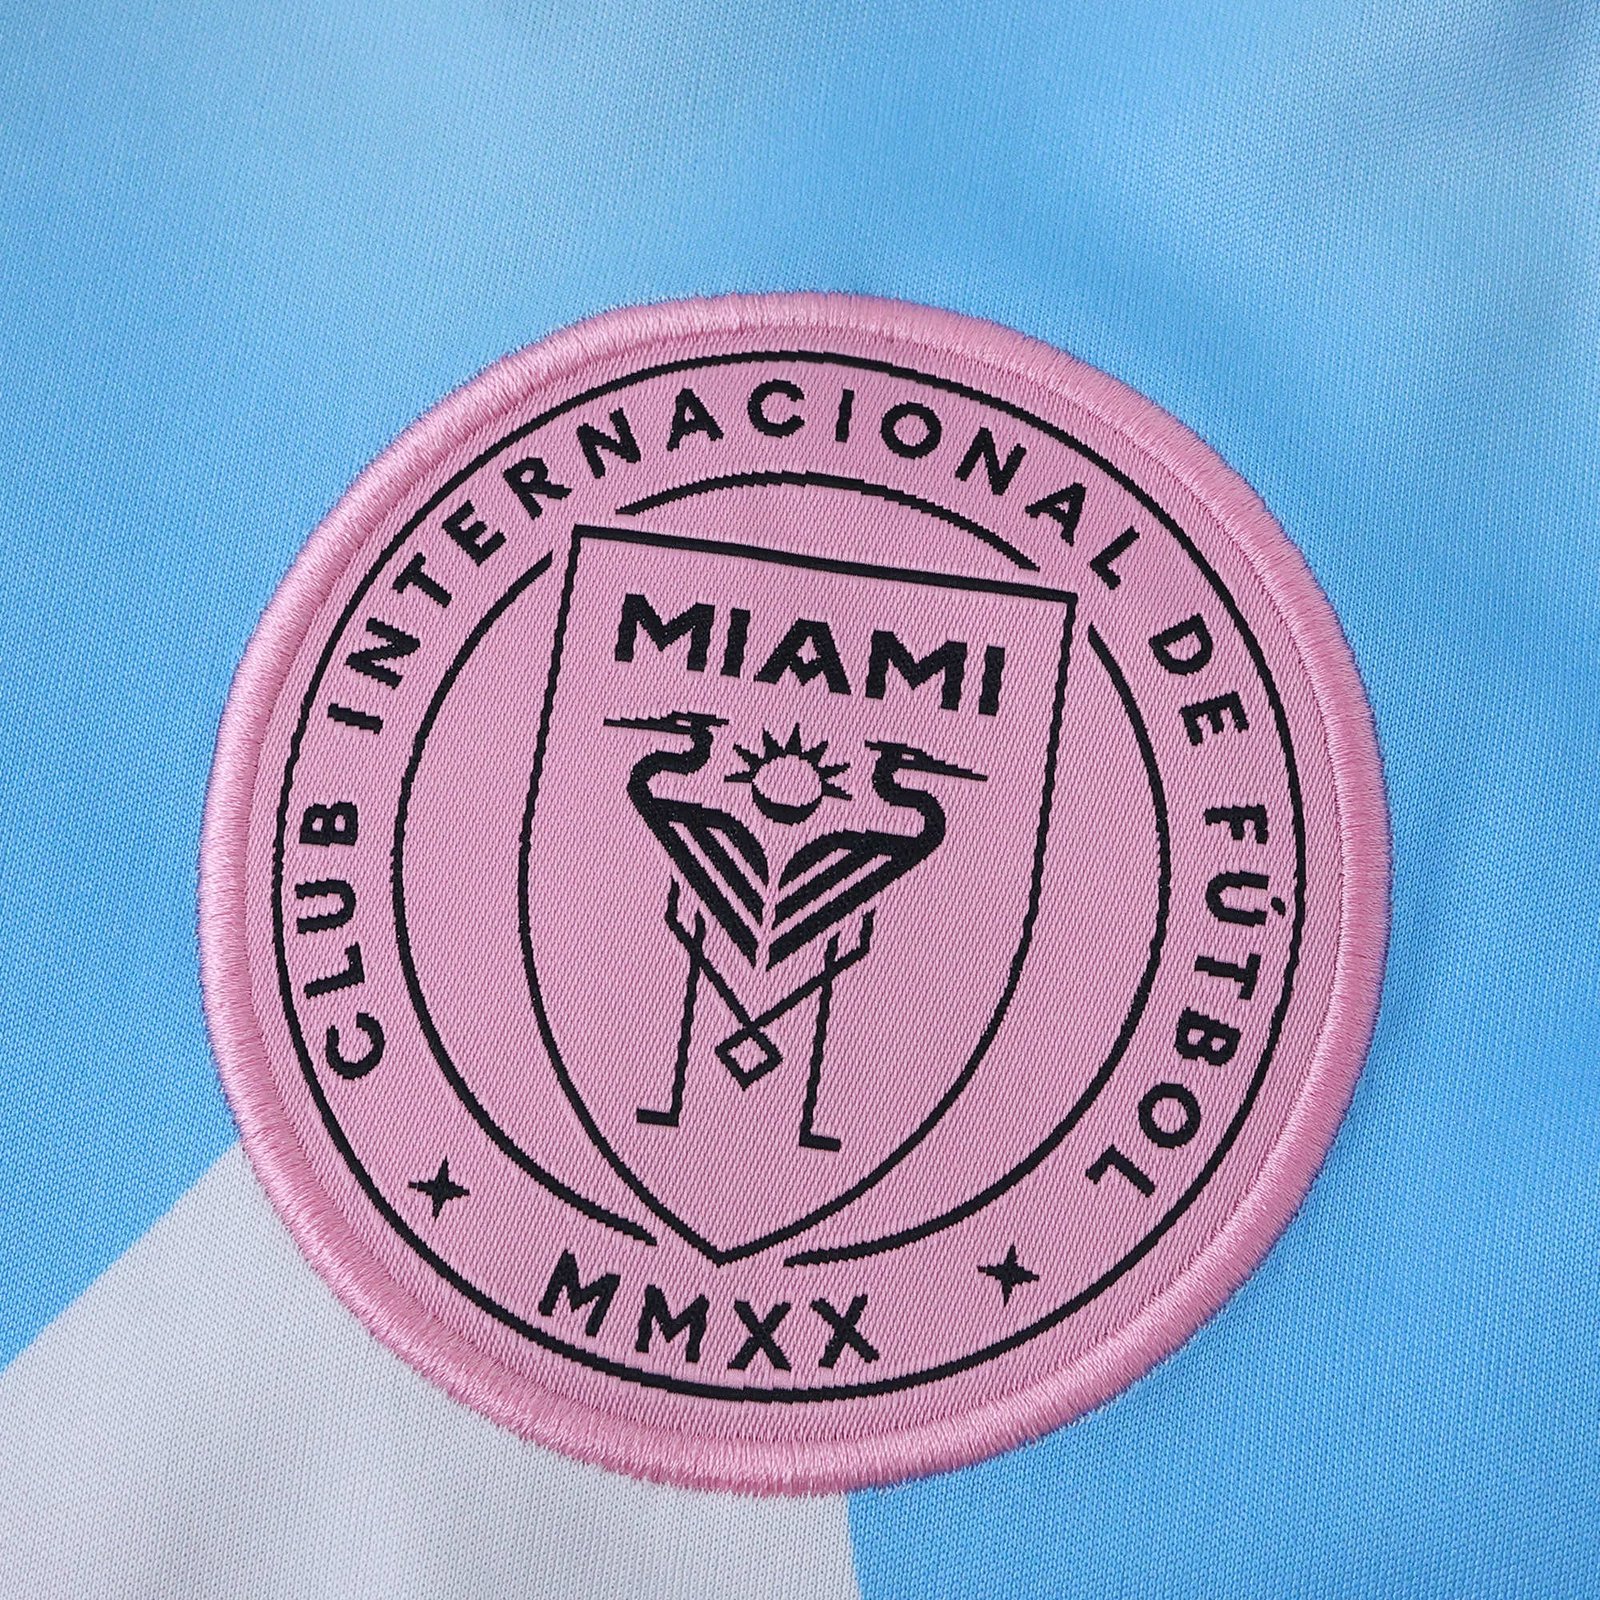 CLUB INTERNACIONAL DE FÚTBOL
MIAMI
MMXX